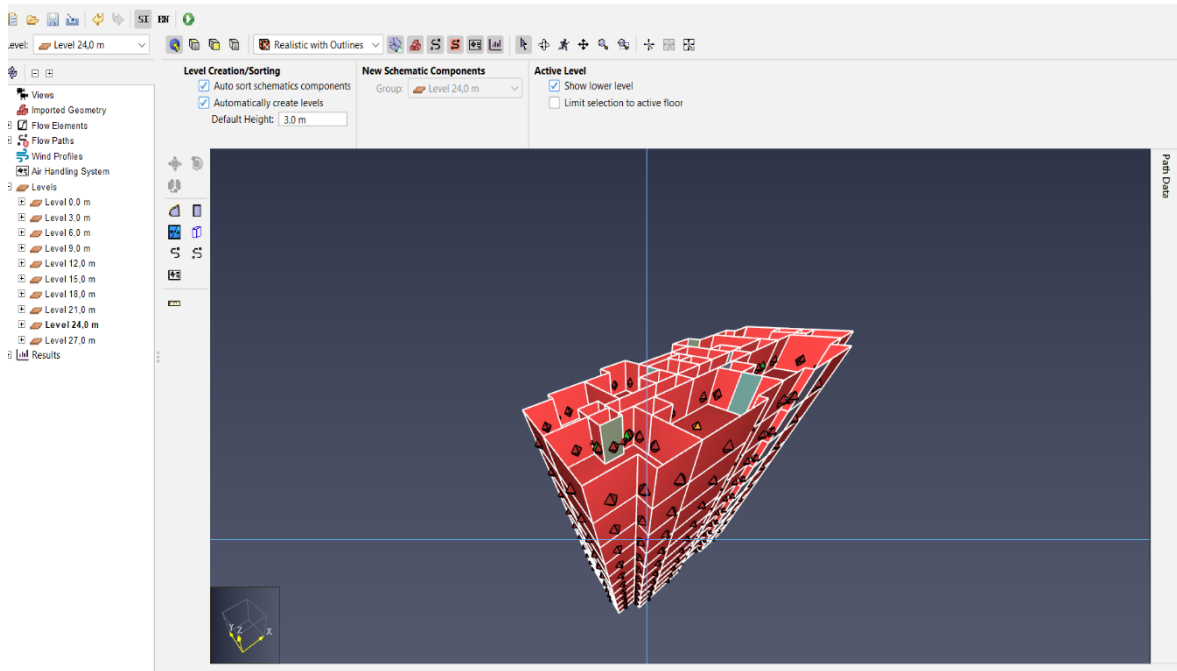 SI EN
Level 24,0 m
Realistic with Outlines
Level Creation/Sorting
Auto sort schematics components
Automatically create levels
Default Height: 3.0 m
New Schematic Components
Group: Level 24,0 m
Active Level
Show lower level
Limit selection to active floor
Views
Imported Geometry
Flow Elements
Flow Paths
Wind Profiles
Air Handling System
Levels
Level 0,0 m
Level 3,0 m
Level 6,0 m
Level 9,0 m
Level 12,0 m
Level 15,0 m
Level 18,0 m
Level 21,0 m
Level 24,0 m
Level 27,0 m
Results
Path Data
Y Z X